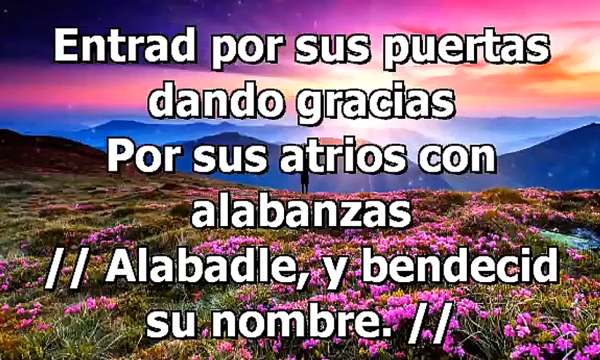 Entrad por sus puertas
dando gracias
Por sus atrios con
alabanzas
// Alabadle, y bendecid
su nombre. //